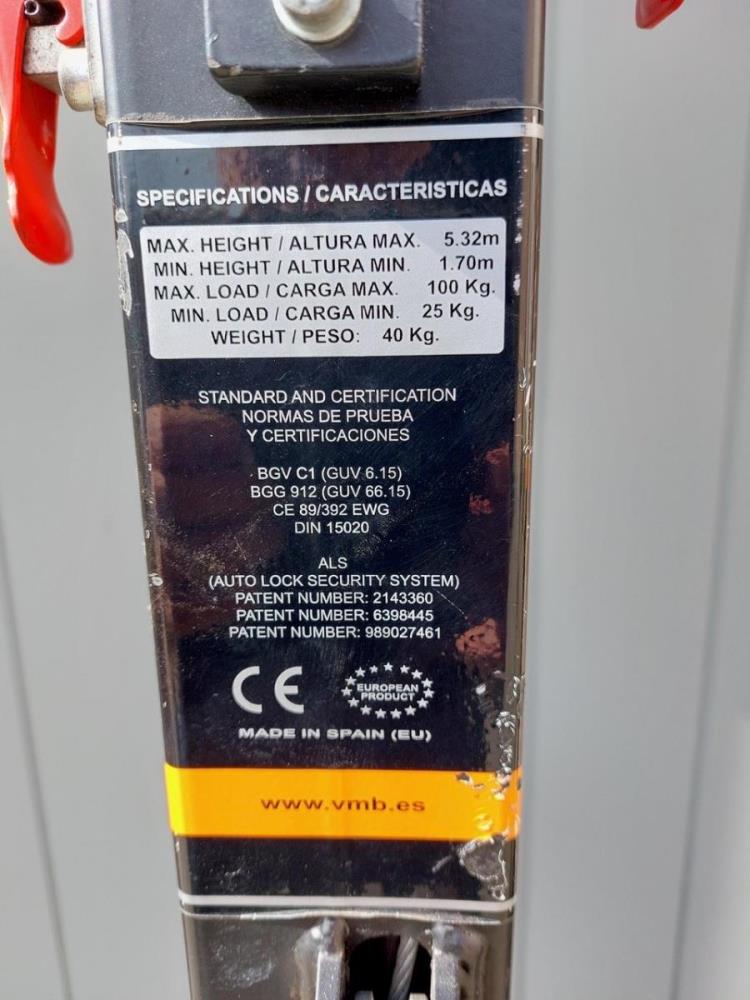 SPECIFICATIONS / CARACTERISTICAS
MAX. HEIGHT / ALTURA MAX. 5.32m
MIN. HEIGHT / ALTURA MIN. 1.70m
MAX. LOAD / CARGA MAX. 100 Kg.
MIN. LOAD / CARGA MIN. 25 Kg.
WEIGHT / PESO: 40 Kg.
STANDARD AND CERTIFICATION
NORMAS DE PRUEBA
Y CERTIFICACIONES
BGV C1 (GUV 6.15)
BGG 912 (GUV 66.15)
CE 89/392 EWG
DIN 15020
ALS
(AUTO LOCK SECURITY SYSTEM)
PATENT NUMBER: 2143360
PATENT NUMBER: 6398445
PATENT NUMBER: 989027461
CE
EUROPEAN
PRODUCT
MADE IN SPAIN (EU)
www.vmb.es